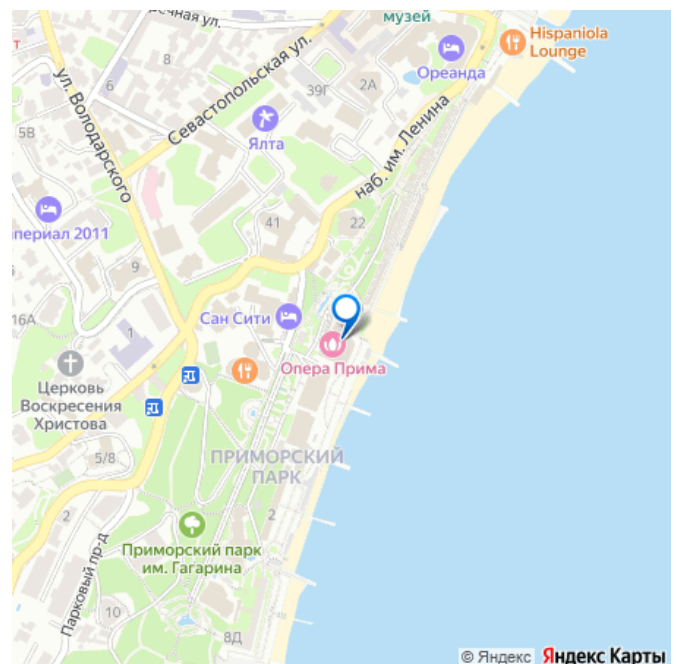 ечная ул.
музей
Hispaniola
Lounge
Ореанда
8
2А
39Г
6
ул. Володарского
Севастопольская ул.
5В
Ялта
наб. им. Ленина
периал 2011
41
22
9
16А
Сан Сити
1
Опера Прима
Церковь
Воскресения
Христова
5/8
ПРИМОРСКИЙ
ПАРК
2
2
Приморский парк
им. Гагарина
Парковый пр-д
10
8Д
© Яндекс Яндекс Карты